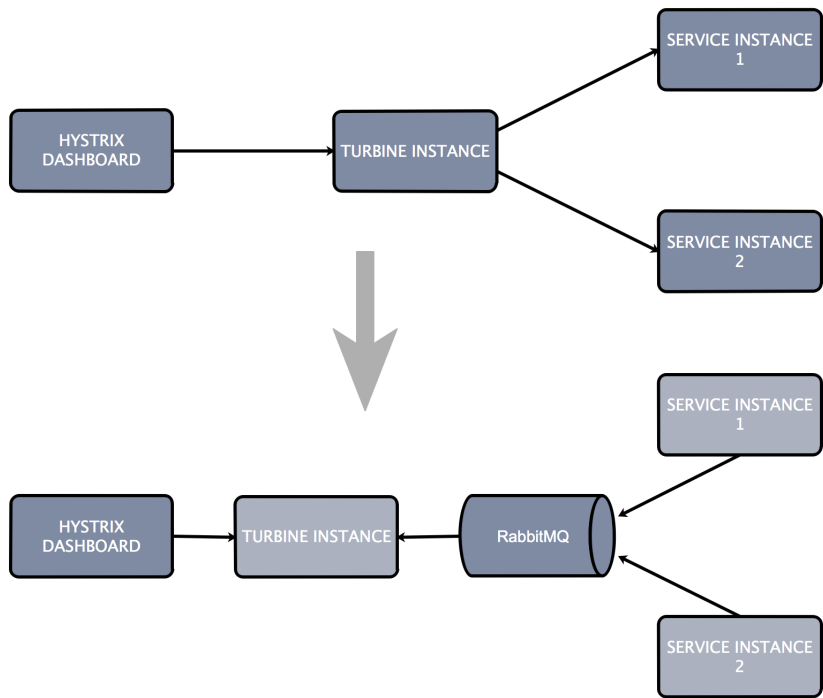 SERVICE INSTANCE
1
HYSTRIX
DASHBOARD
TURBINE INSTANCE
SERVICE INSTANCE
2
SERVICE INSTANCE
1
HYSTRIX
DASHBOARD
TURBINE INSTANCE
RabbitMQ
SERVICE INSTANCE
2